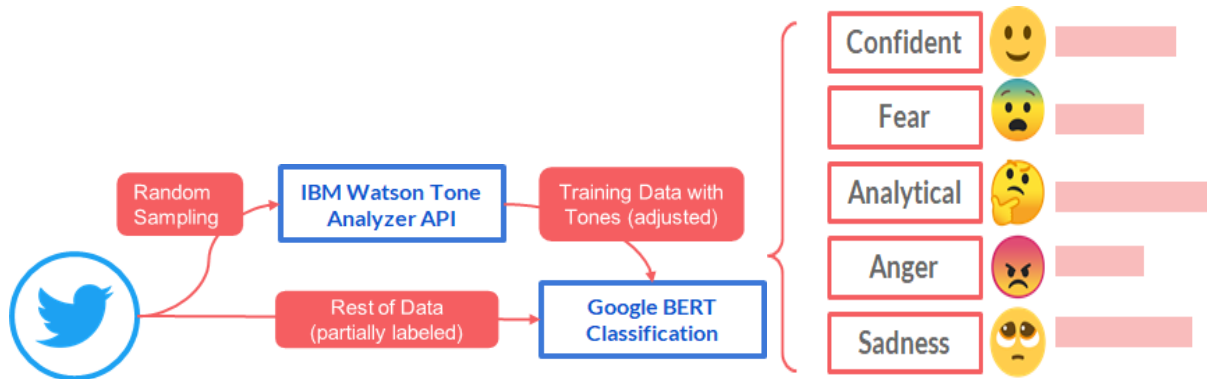 Random
Sampling
IBM Watson Tone
Analyzer API
Training Data with
Tones (adjusted)
Rest of Data
(partially labeled)
Google BERT
Classification
Confident
Fear
Analytical
Anger
Sadness